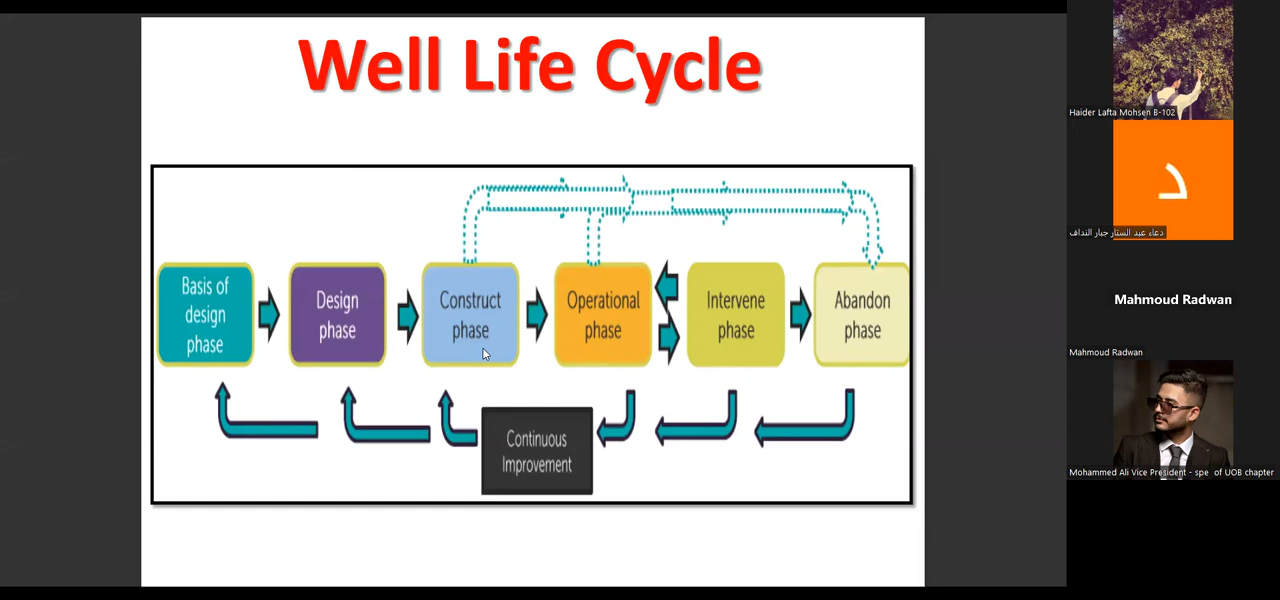 Well Life Cycle
Basis of
design
phase
Design
phase
Construct
phase
Operational
phase
Intervene
phase
Abandon
phase
Continuous
Improvement
Haider Lafta Mohsen B-102
د
دعاء عبد الستار جبار النداف
Mahmoud Radwan
Mahmoud Radwan
Mohammed Ali Vice President - spe of UOB chapter